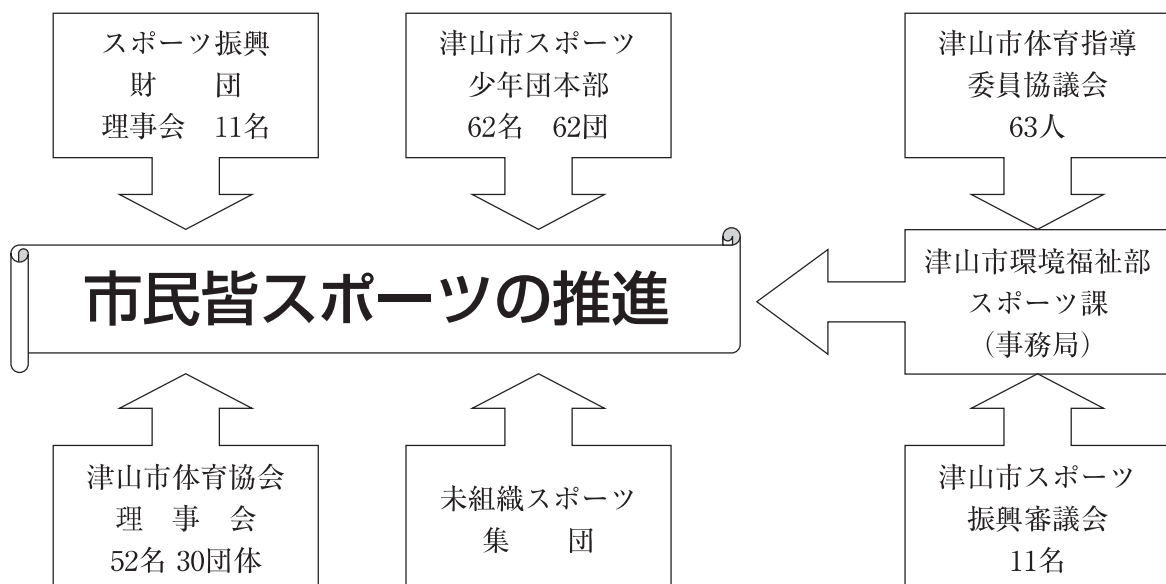 スポーツ振興
財　　団
理事会　11名
津山市スポーツ
少年団本部
62名　62団
津山市体育指導
委員協議会
63人
市民皆スポーツの推進
津山市環境福祉部
スポーツ課
（事務局）
津山市体育協会
理　事　会
52名 30団体
未組織スポーツ
集　　団
津山市スポーツ
振興審議会
11名